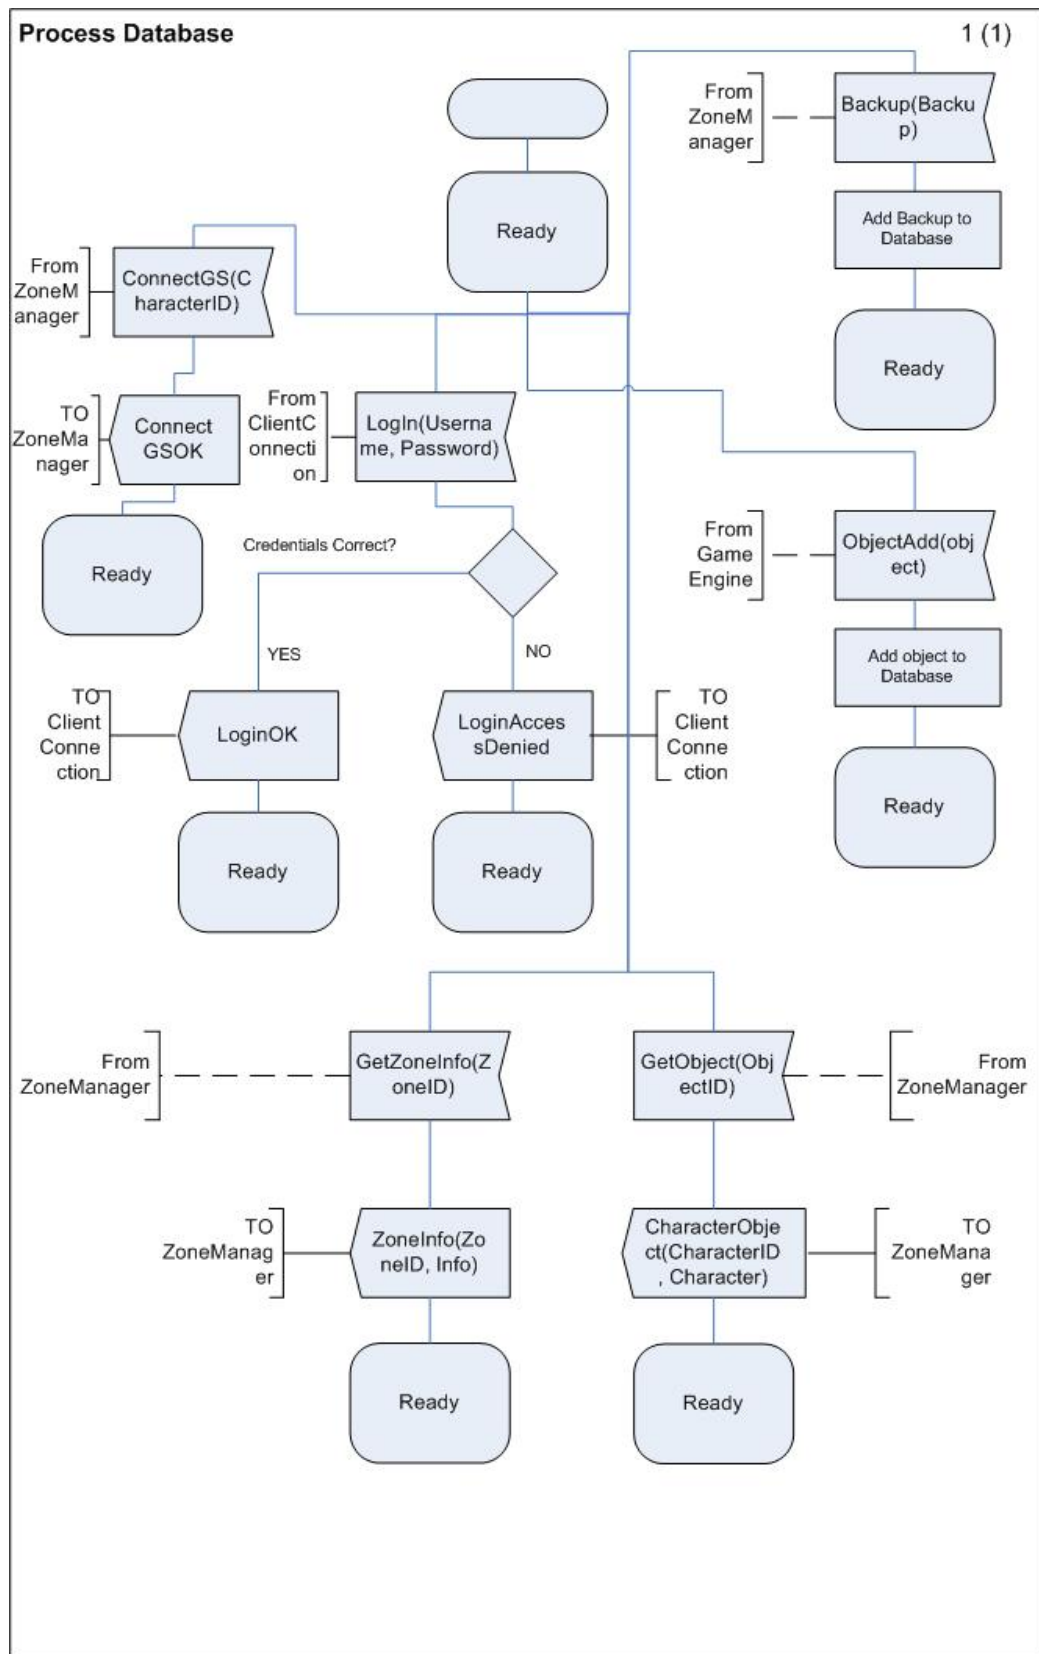 Process Database
1 (1)
From
ZoneM
anager
Backup(Backu
p)
Add Backup to
Database
Ready
Ready
From
ZoneM
anager
ConnectGS(C
haracterID)
TO
ZoneMa
nager
Connect
GSOK
Ready
From
ClientC
onnecti
on
LogIn(Userna
me, Password)
Credentials Correct?
YES
NO
From
Game
Engine
ObjectAdd(obj
ect)
Add object to
Database
Ready
TO
Client
Conne
ction
LoginOK
Ready
LoginAcce
ssDenied
TO
Client
Conne
ction
Ready
From
ZoneManager
GetZoneInfo(Z
oneID)
GetObject(Obj
ectID)
From
ZoneManager
TO
ZoneManag
er
ZoneInfo(Zo
neID, Info)
CharacterObje
ct(CharacterID
, Character)
TO
ZoneMana
ger
Ready
Ready